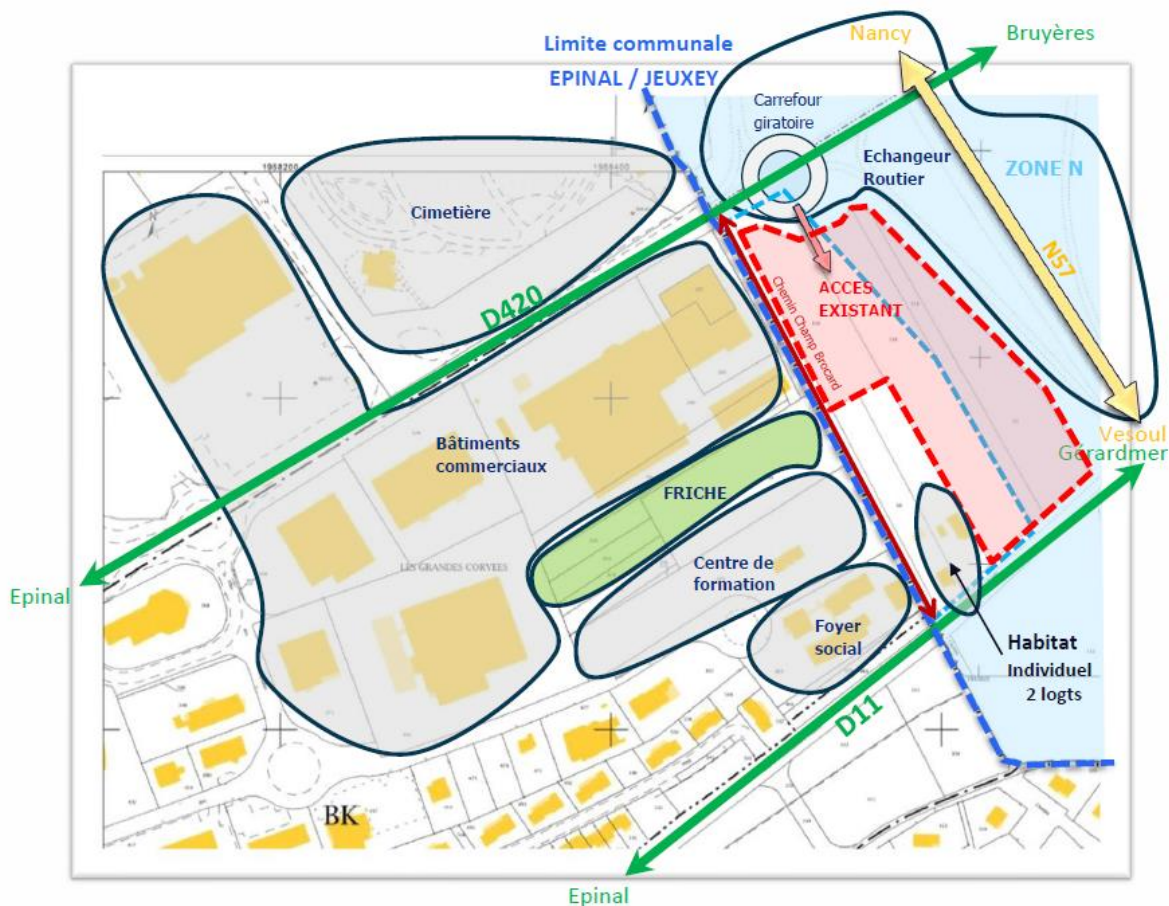 Nancy
Bruyères
Limite communale
EPINAL / JEUXEY
Carrefour
giratoire
Echangeur
Routier
ZONE N
N57
Cimetière
D420
ACCES
EXISTANT
Chemin Champ Brocard
Bâtiments
commerciaux
FRICHE
LES GRANDES CORVEES
Centre de
formation
Foyer
social
Vesoul
Gérardmer
Epinal
Habitat
Individuel
2 logts
D11
BK
Epinal